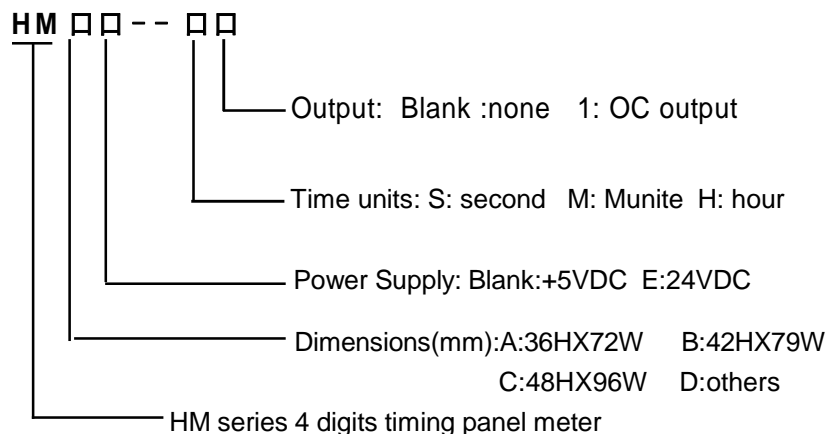 HM□□--□□
Output: Blank :none 1: OC output
Time units: S: second M: Munite H: hour
Power Supply: Blank:+5VDC E:24VDC
Dimensions(mm):A:36HX72W B:42HX79W
C:48HX96W D:others
HM series 4 digits timing panel meter